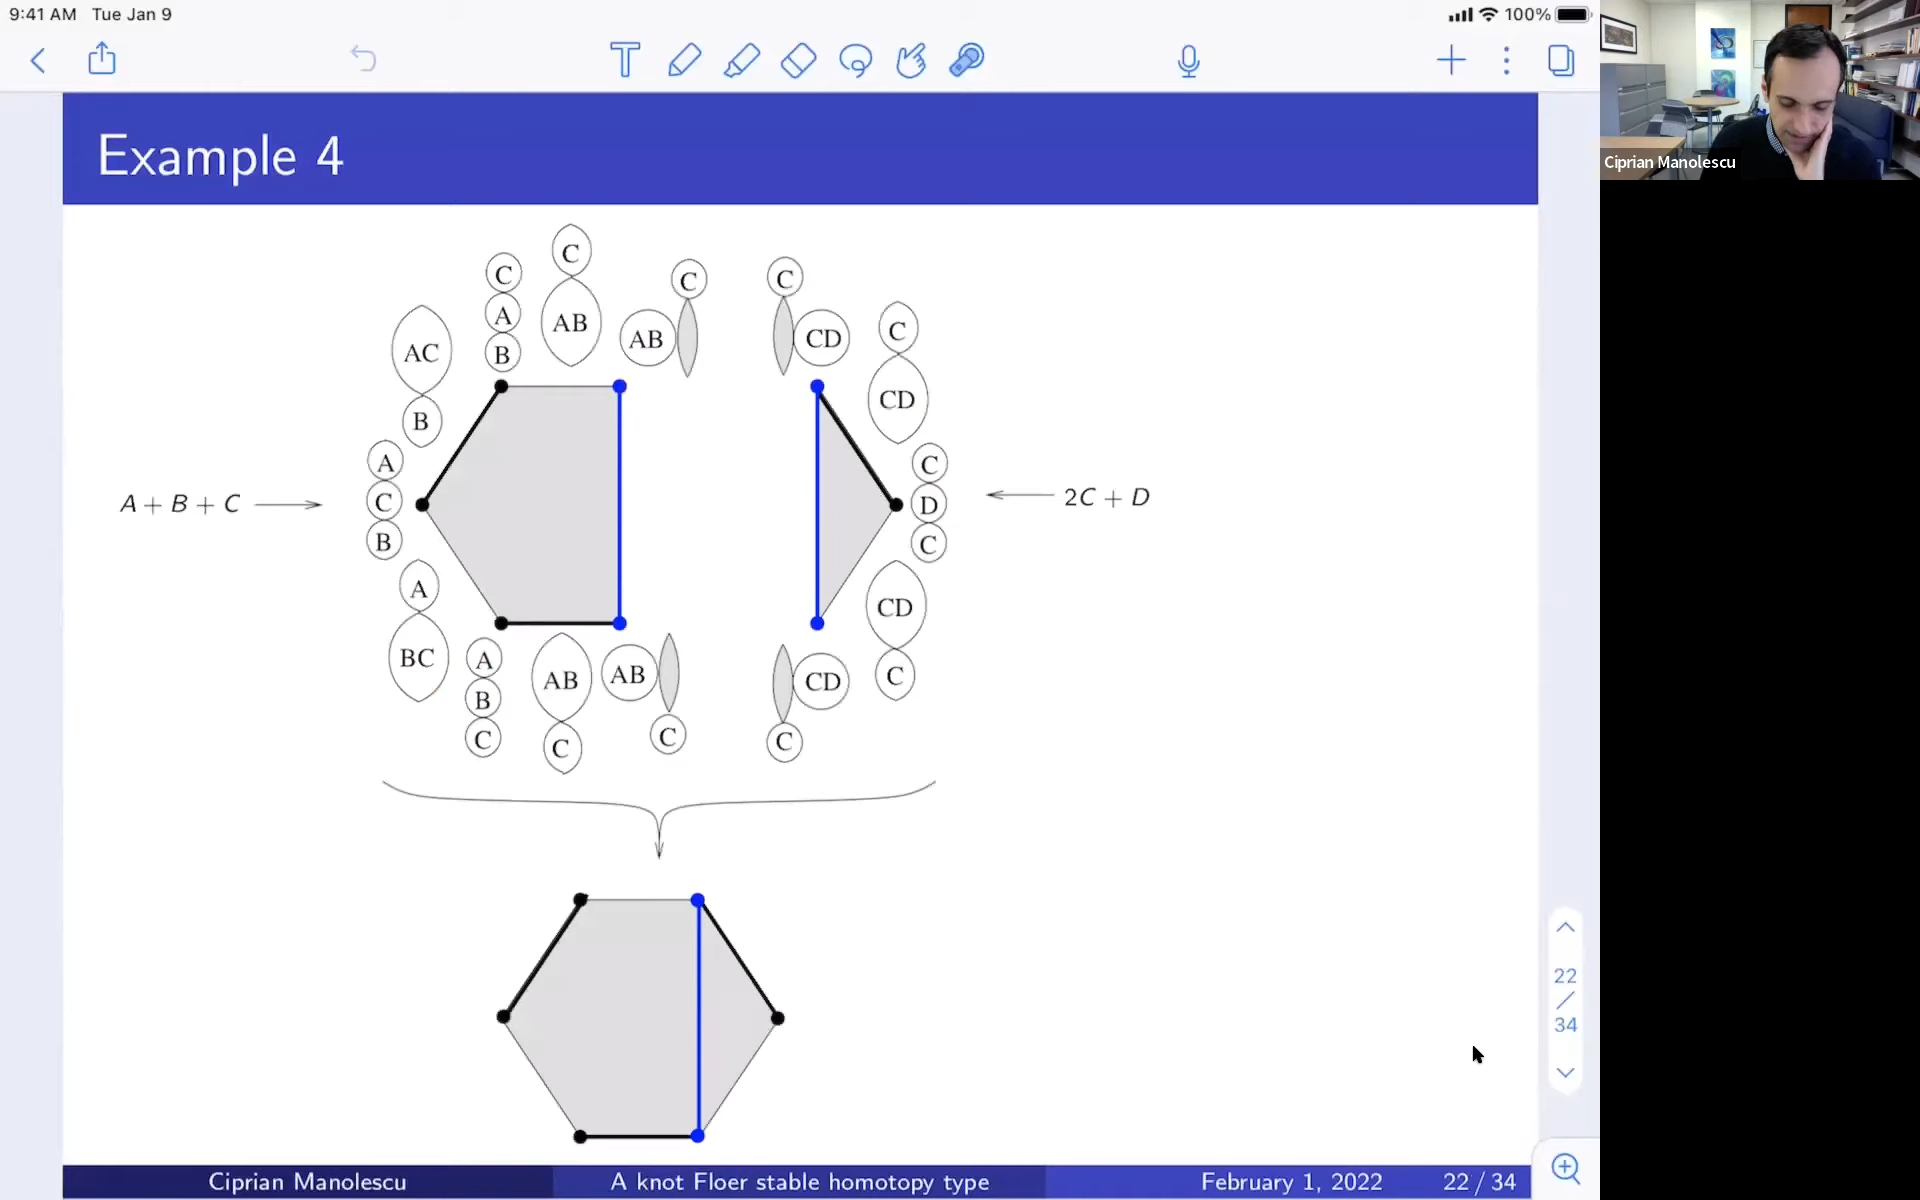 9:41 AM Tue Jan 9
100%
Ciprian Manolescu
Example 4
C
C
C
C
A
AB
AB
CD
C
AC
B
CD
B
A
C
A + B + C
C
D
2C + D
B
C
A
CD
BC
A
AB
AB
CD
C
B
C
C
C
C
22
34
Ciprian Manolescu
A knot Floer stable homotopy type
February 1, 2022
22 / 34